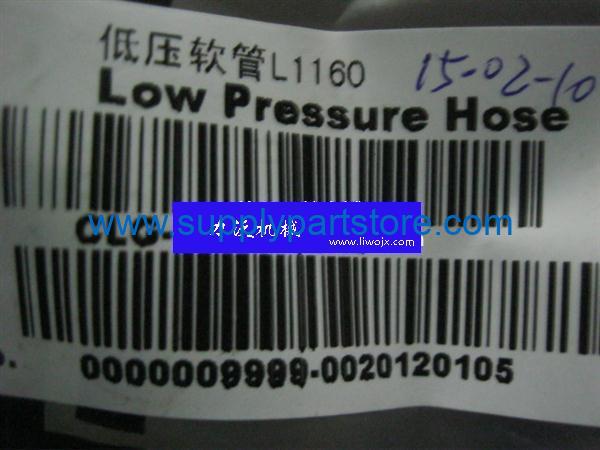 低压软管L1160
15-02-10
Low Pressure Hose
www.supplypartstore.com
www.liwojx.com
0000009999-0020120105